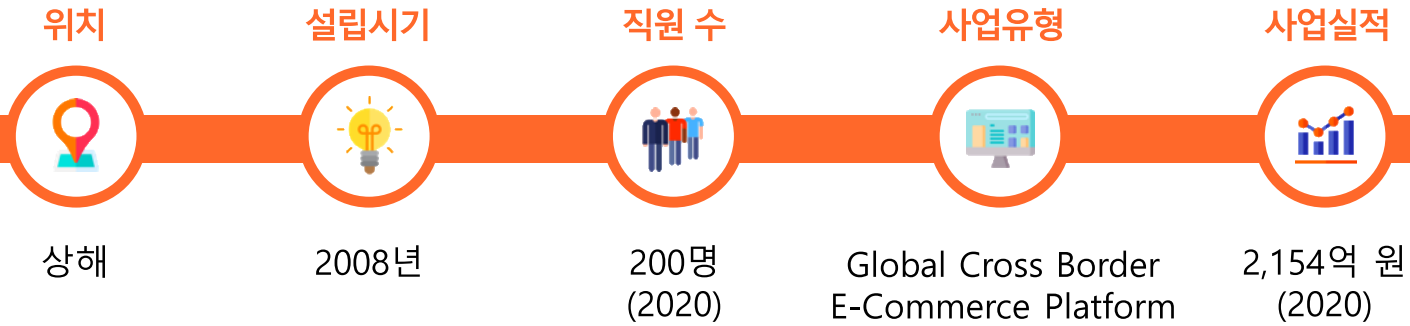 위치
설립시기
직원 수
사업유형
사업실적
상해
2008년
200명
(2020)
Global Cross Border
E-Commerce Platform
2,154억 원
(2020)